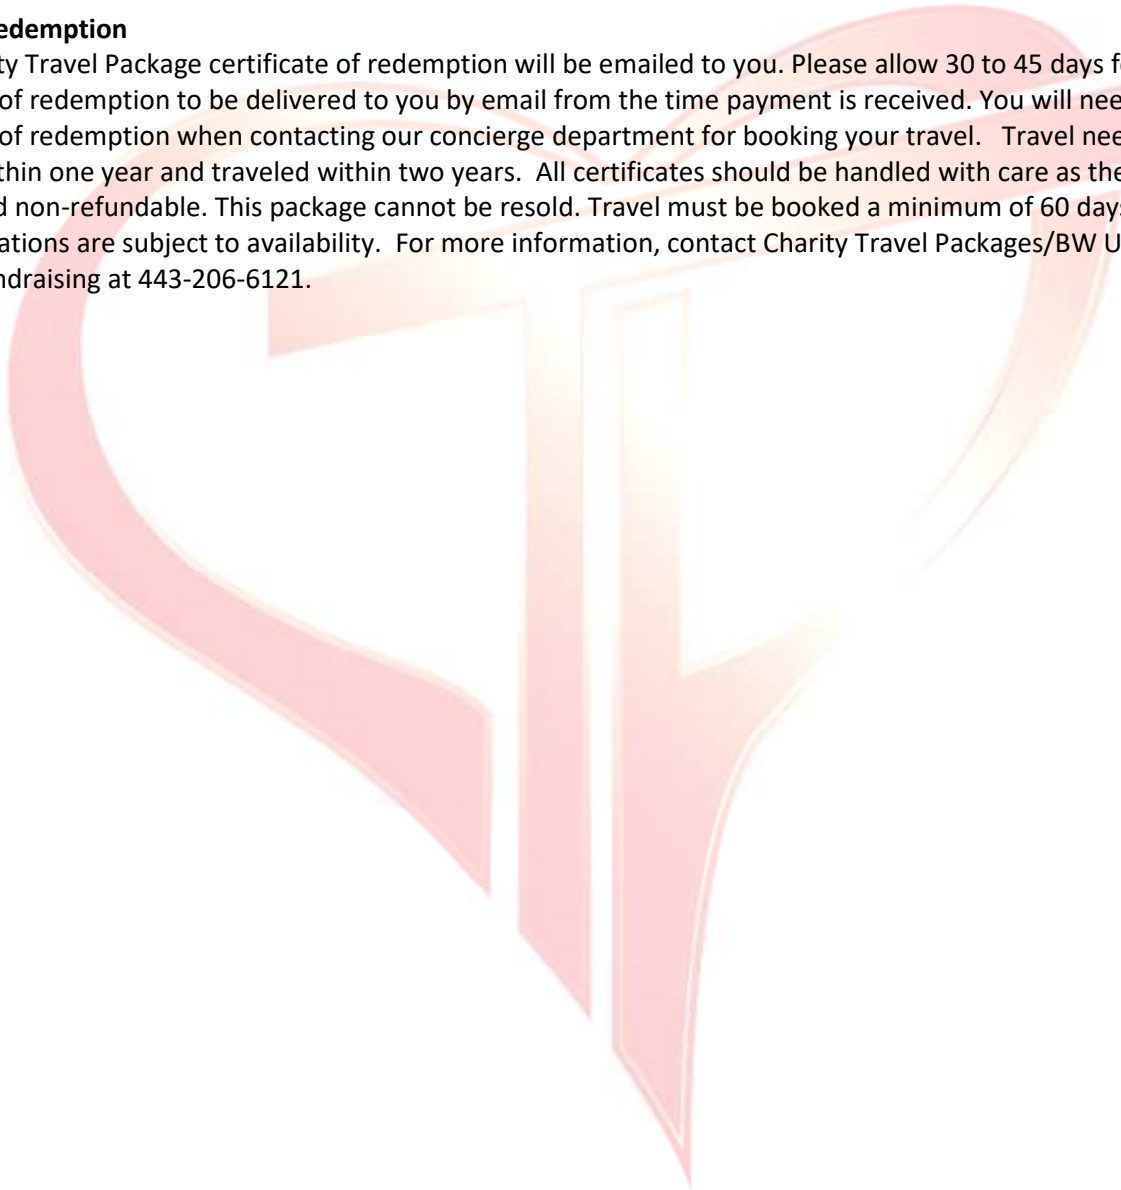 edemption
ty Travel Package certificate of redemption will be emailed to you. Please allow 30 to 45 days f
of redemption to be delivered to you by email from the time payment is received. You will nee
of redemption when contacting our concierge department for booking your travel.   Travel nee
thin one year and traveled within two years.  All certificates should be handled with care as the
d non-refundable. This package cannot be resold. Travel must be booked a minimum of 60 days
ations are subject to availability.  For more information, contact Charity Travel Packages/BW U
ndraising at 443-206-6121.